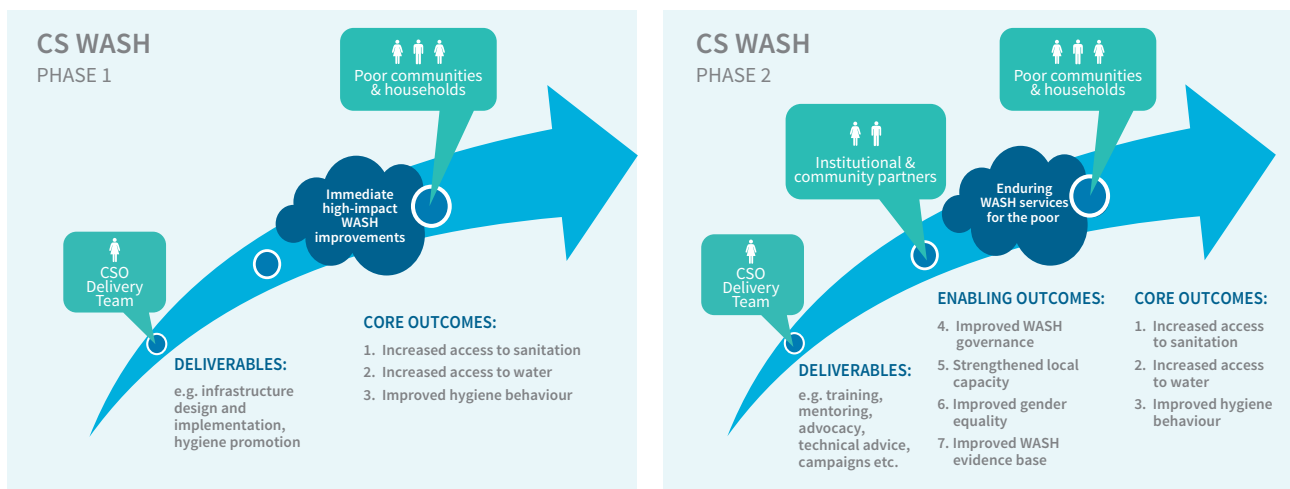 CS WASH
PHASE 1
Poor communities
& households
Immediate
high-impact
WASH
improvements
CSO
Delivery
Team
CORE OUTCOMES:
1. Increased access to sanitation
2. Increased access to water
3. Improved hygiene behaviour
DELIVERABLES:
e.g. infrastructure
design and
implementation,
hygiene promotion
CS WASH
PHASE 2
Poor communities
& households
Institutional &
community partners
Enduring
WASH services
for the poor
CSO
Delivery
Team
DELIVERABLES:
e.g. training,
mentoring,
advocacy,
technical advice,
campaigns etc.
ENABLING OUTCOMES:
4. Improved WASH
governance
5. Strengthened local
capacity
6. Improved gender
equality
7. Improved WASH
evidence base
CORE OUTCOMES:
1. Increased access
to sanitation
2. Increased access
to water
3. Improved hygiene
behaviour